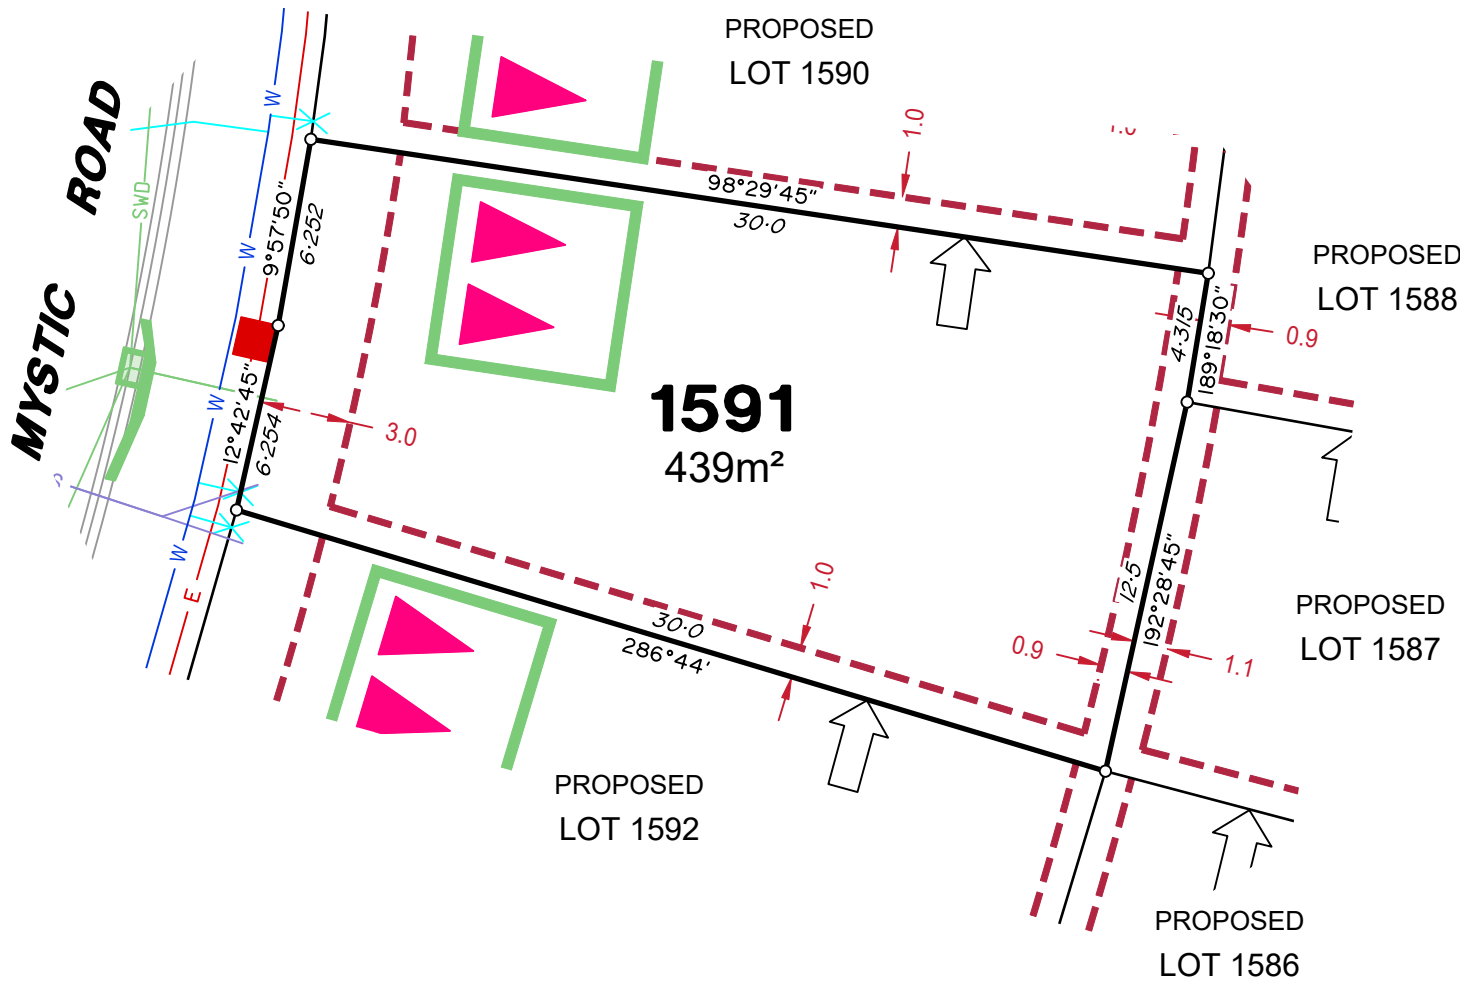 PROPOSED
LOT 1590
MYSTIC ROAD
W
W
W
W
E
SWD
1.0
98°29'45"
30·0
9°57'50"
6·252
12°42'45"
6·254
3.0
1591
439m²
4·315
189°18'30"
0.9
PROPOSED
LOT 1588
12·5
192°28'45"
0.9
1.1
PROPOSED
LOT 1587
1.0
30·0
286°44'
PROPOSED
LOT 1592
PROPOSED
LOT 1586